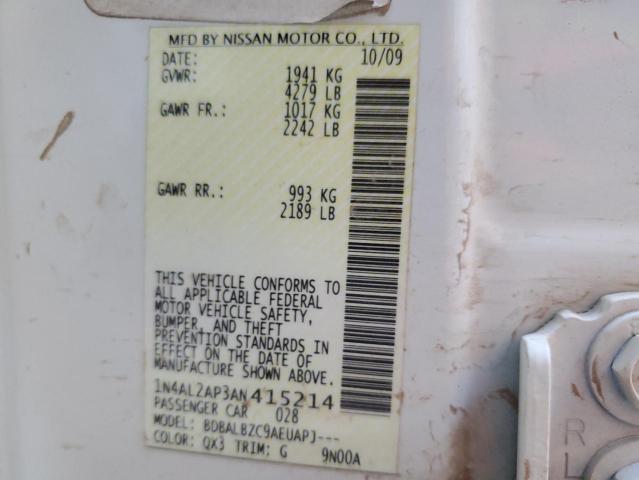 MFD BY NISSAN MOTOR CO., LTD.
DATE: 10/09
GVWR: 1941 KG
4279 LB
GAWR FR.: 1017 KG
2242 LB
GAWR RR.: 993 KG
2189 LB
THIS VEHICLE CONFORMS TO
ALL APPLICABLE FEDERAL
MOTOR VEHICLE SAFETY,
BUMPER, AND THEFT
PREVENTION STANDARDS IN
EFFECT ON THE DATE OF
MANUFACTURE SHOWN ABOVE.
1N4AL2AP3AN415214
PASSENGER CAR 028
MODEL: BDBALBZC9AEUAPJ---
COLOR: QX3 TRIM: G 9N00A
R
L